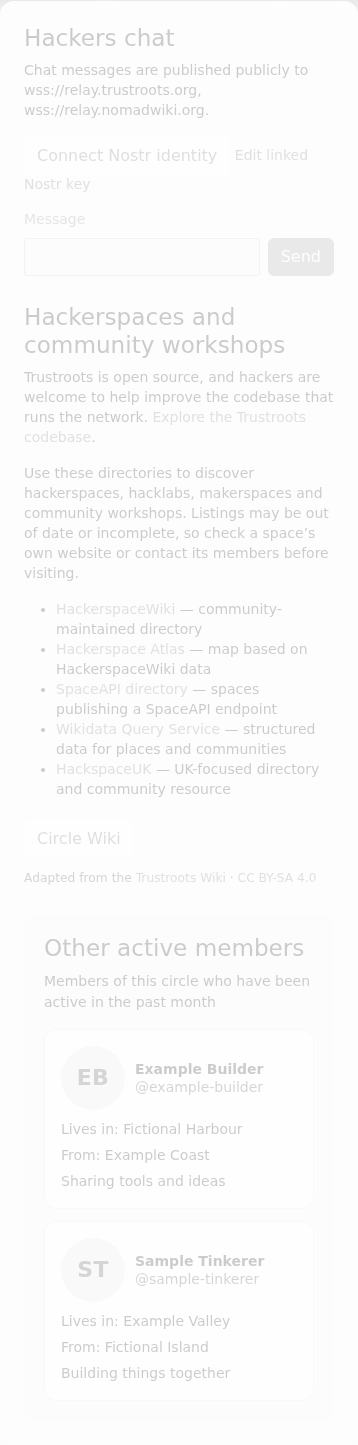 Hackers chat
Chat messages are published publicly to
wss://relay.trustroots.org,
wss://relay.nomadwiki.org.
Connect Nostr identity Edit linked
Nostr key
Message
Send
Hackerspaces and
community workshops
Trustroots is open source, and hackers are
welcome to help improve the codebase that
runs the network. Explore the Trustroots
codebase.
Use these directories to discover
hackerspaces, hacklabs, makerspaces and
community workshops. Listings may be out
of date or incomplete, so check a space’s
own website or contact its members before
visiting.
• HackerspaceWiki — community-
maintained directory
• Hackerspace Atlas — map based on
HackerspaceWiki data
• SpaceAPI directory — spaces
publishing a SpaceAPI endpoint
• Wikidata Query Service — structured
data for places and communities
• HackspaceUK — UK-focused directory
and community resource
Circle Wiki
Adapted from the Trustroots Wiki · CC BY-SA 4.0
Other active members
Members of this circle who have been
active in the past month
EB
Example Builder
@example-builder
Lives in: Fictional Harbour
From: Example Coast
Sharing tools and ideas
ST
Sample Tinkerer
@sample-tinkerer
Lives in: Example Valley
From: Fictional Island
Building things together